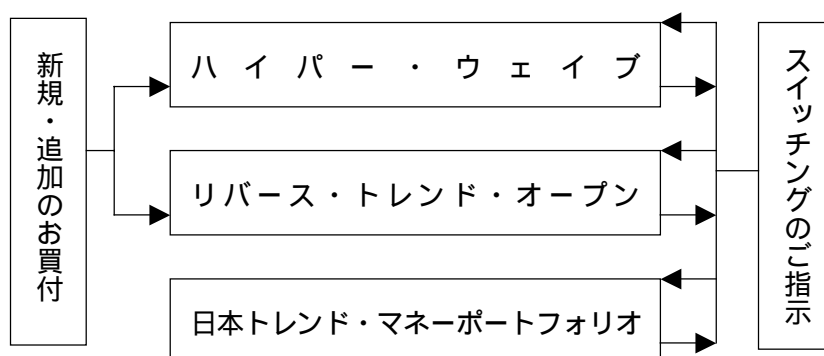 新規・追加のお買付
ハイパー・ウェイブ
リバース・トレンド・オープン
日本トレンド・マネーポートフォリオ
スイッチングのご指示